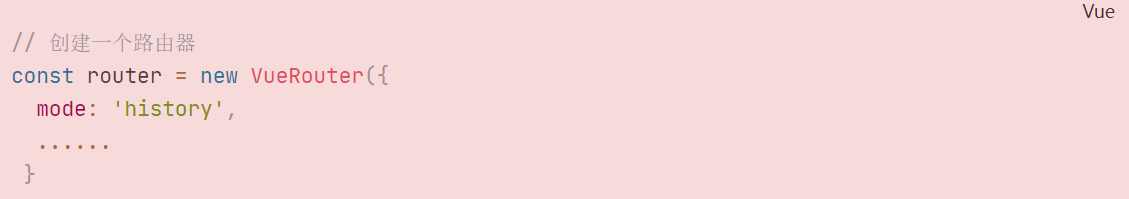 Vue
// 创建一个路由器
const router = new VueRouter({
  mode: 'history',
  ......
 }